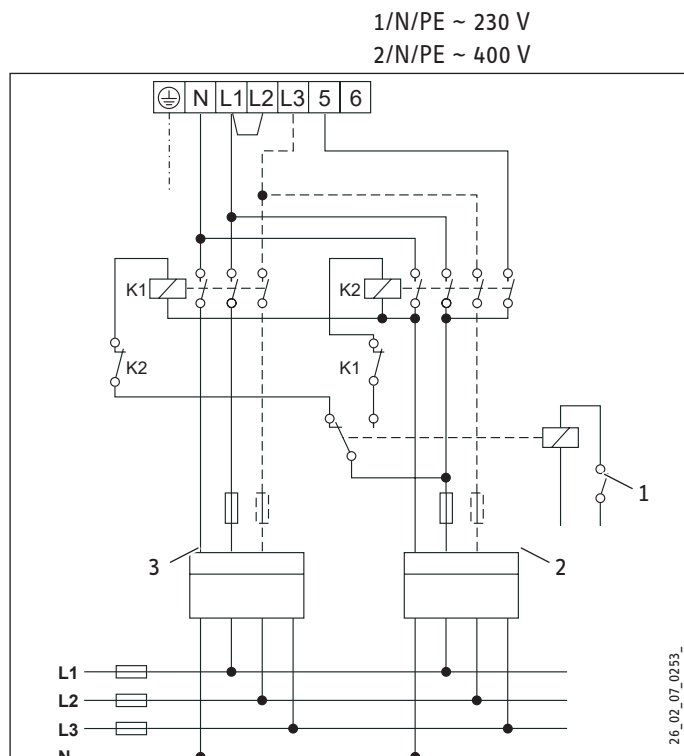 1/N/PE ~ 230 V
2/N/PE ~ 400 V
N L1 L2 L3 5 6
K1
K2
K2
K1
1
3
2
L1
L2
L3
N
26_02_07_0253_